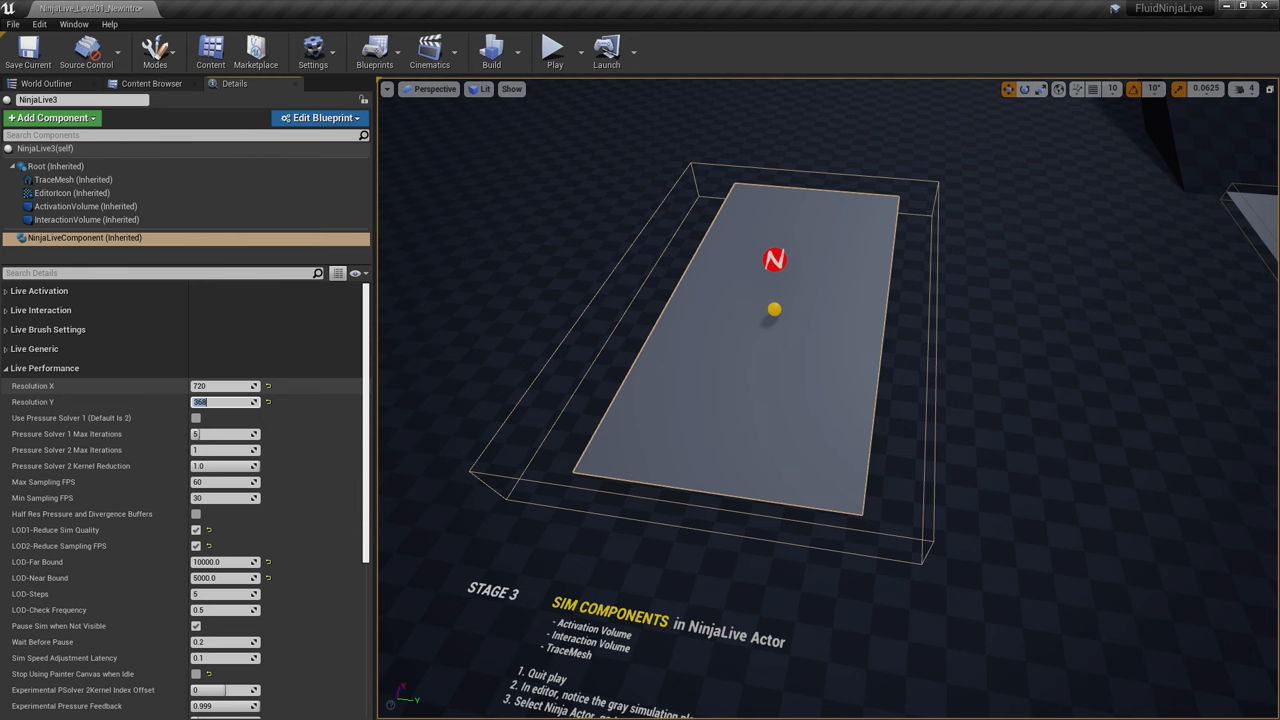 NinjaLive_Level01_NewIntro•
FluidNinjaLive
File Edit Window Help
Save Current Source Control Modes Content Marketplace Settings Blueprints Cinematics Build Play Launch
World Outliner Content Browser Details
Perspective Lit Show 10 10° 0.0625 4
NinjaLive3
+ Add Component Edit Blueprint
Search Components
NinjaLive3(self)
Root (Inherited)
TraceMesh (Inherited)
EditorIcon (Inherited)
ActivationVolume (Inherited)
InteractionVolume (Inherited)
NinjaLiveComponent (Inherited)
Search Details
Live Activation
Live Interaction
Live Brush Settings
Live Generic
Live Performance
Resolution X 720
Resolution Y 368
Use Pressure Solver 1 (Default Is 2)
Pressure Solver 1 Max Iterations 5
Pressure Solver 2 Max Iterations 1
Pressure Solver 2 Kernel Reduction 1.0
Max Sampling FPS 60
Min Sampling FPS 30
Half Res Pressure and Divergence Buffers
LOD1-Reduce Sim Quality
LOD2-Reduce Sampling FPS
LOD-Far Bound 10000.0
LOD-Near Bound 5000.0
LOD-Steps 5
LOD-Check Frequency 0.5
Pause Sim when Not Visible
Wait Before Pause 0.2
Sim Speed Adjustment Latency 0.1
Stop Using Painter Canvas when Idle
Experimental PSolver 2Kernel Index Offset 0
Experimental Pressure Feedback 0.999
N
STAGE 3
SIM COMPONENTS in NinjaLive Actor
- Activation Volume
- Interaction Volume
- TraceMesh
1. Quit play
2. In editor, notice the gray simulation
3. Select Ninja Actor,
X Y